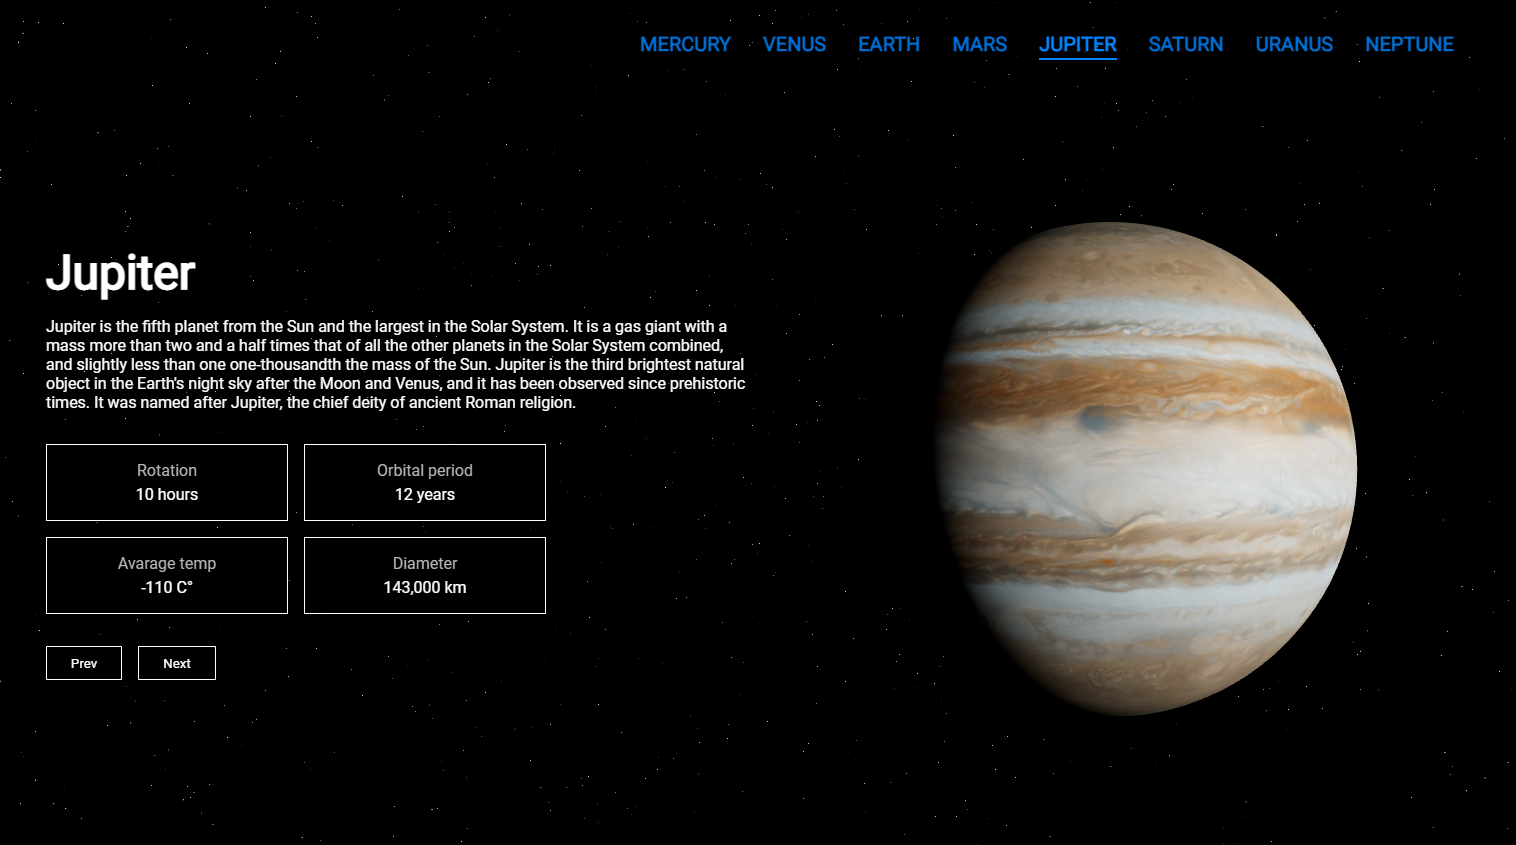 MERCURY VENUS EARTH MARS JUPITER SATURN URANUS NEPTUNE
Jupiter
Jupiter is the fifth planet from the Sun and the largest in the Solar System. It is a gas giant with a
mass more than two and a half times that of all the other planets in the Solar System combined,
and slightly less than one one-thousandth the mass of the Sun. Jupiter is the third brightest natural
object in the Earth's night sky after the Moon and Venus, and it has been observed since prehistoric
times. It was named after Jupiter, the chief deity of ancient Roman religion.
Rotation
10 hours
Orbital period
12 years
Avarage temp
-110 C°
Diameter
143,000 km
Prev
Next